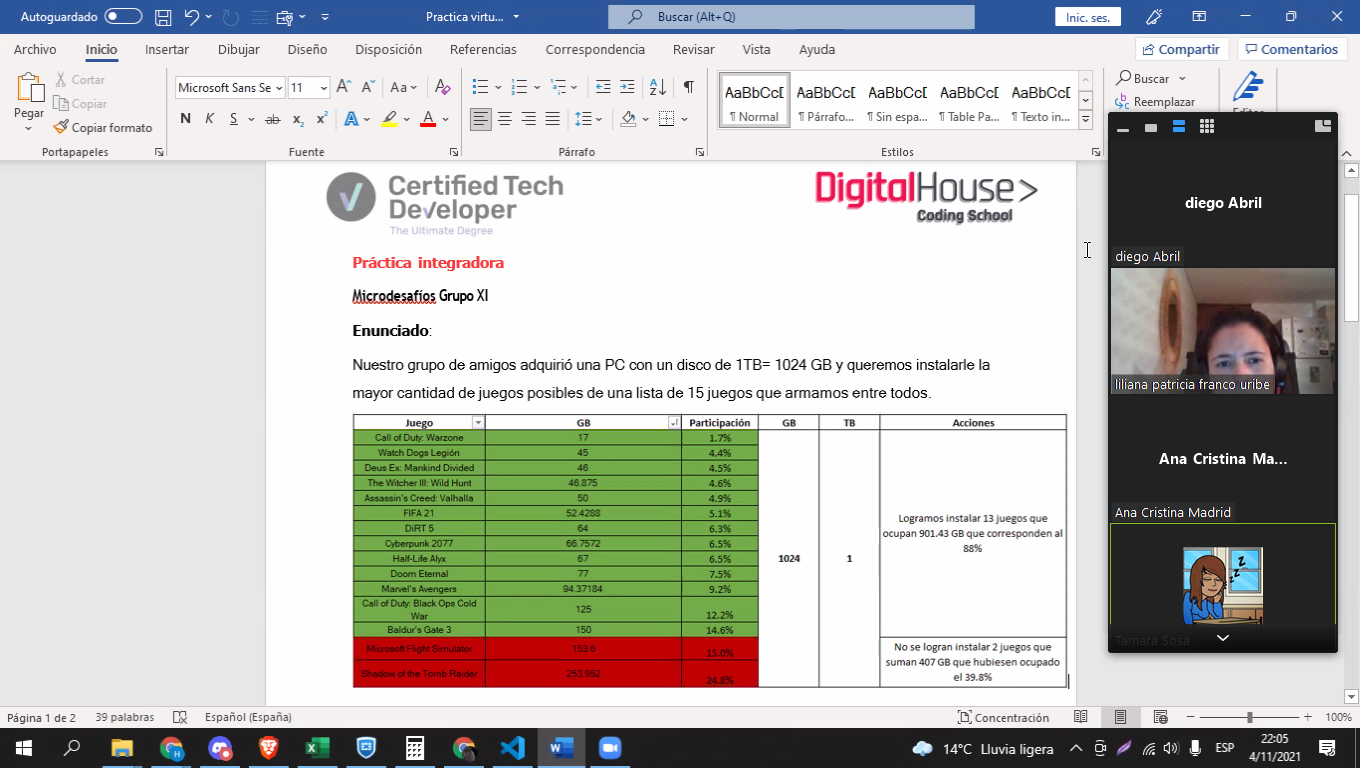 Autoguardado
Practica virtu...
Buscar (Alt+Q)
Inic. ses.
Archivo Inicio Insertar Dibujar Diseño Disposición Referencias Correspondencia Revisar Vista Ayuda
Compartir Comentarios
Pegar
Cortar
Copiar
Copiar formato
Microsoft Sans Se 11
N K S ab x₂ x²
AaBbCcD AaBbCc AaBbCcI AaBbCcI AaBbCcD
¶ Normal ¶ Párrafo... ¶ Sin espa... ¶ Table Pa... ¶ Texto in...
Buscar
Reemplazar
Portapapeles Fuente Párrafo Estilos
Certified Tech
Developer
The Ultimate Degree
DigitalHouse>
Coding School
Práctica integradora
Microdesafíos Grupo XI
Enunciado:
Nuestro grupo de amigos adquirió una PC con un disco de 1TB= 1024 GB y queremos instalarle la
mayor cantidad de juegos posibles de una lista de 15 juegos que armamos entre todos.
Juego GB Participación GB TB Acciones
Call of Duty: Warzone 17 1.7%
Watch Dogs Legión 45 4.4%
Deus Ex: Mankind Divided 46 4.5%
The Witcher III: Wild Hunt 46.875 4.6%
Assassin's Creed: Valhalla 50 4.9%
FIFA 21 52.4288 5.1%
DiRT 5 64 6.3%
Cyberpunk 2077 66.7572 6.5%
Half-Life Alyx 67 6.5%
Doom Eternal 77 7.5%
Marvel's Avengers 94.37184 9.2%
Call of Duty: Black Ops Cold
War 125 12.2%
Baldur's Gate 3 150 14.6%
Microsoft Flight Simulator 153.6 15.0%
Shadow of the Tomb Raider 253.952 24.8%
1024 1
Logramos instalar 13 juegos que
ocupan 901.43 GB que corresponden al
88%
No se logran instalar 2 juegos que
suman 407 GB que hubiesen ocupado
el 39.8%
diego Abril
diego Abril
liliana patricia franco uribe
Ana Cristina Ma...
Ana Cristina Madrid
Tamara Sosa
Página 1 de 2 39 palabras Español (España) Concentración 100%
14°C Lluvia ligera ESP
22:05
4/11/2021